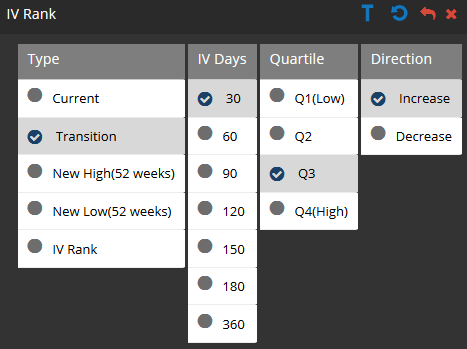 IV Rank
Type
Current
Transition
New High(52 weeks)
New Low(52 weeks)
IV Rank
IV Days
30
60
90
120
150
180
360
Quartile
Q1(Low)
Q2
Q3
Q4(High)
Direction
Increase
Decrease